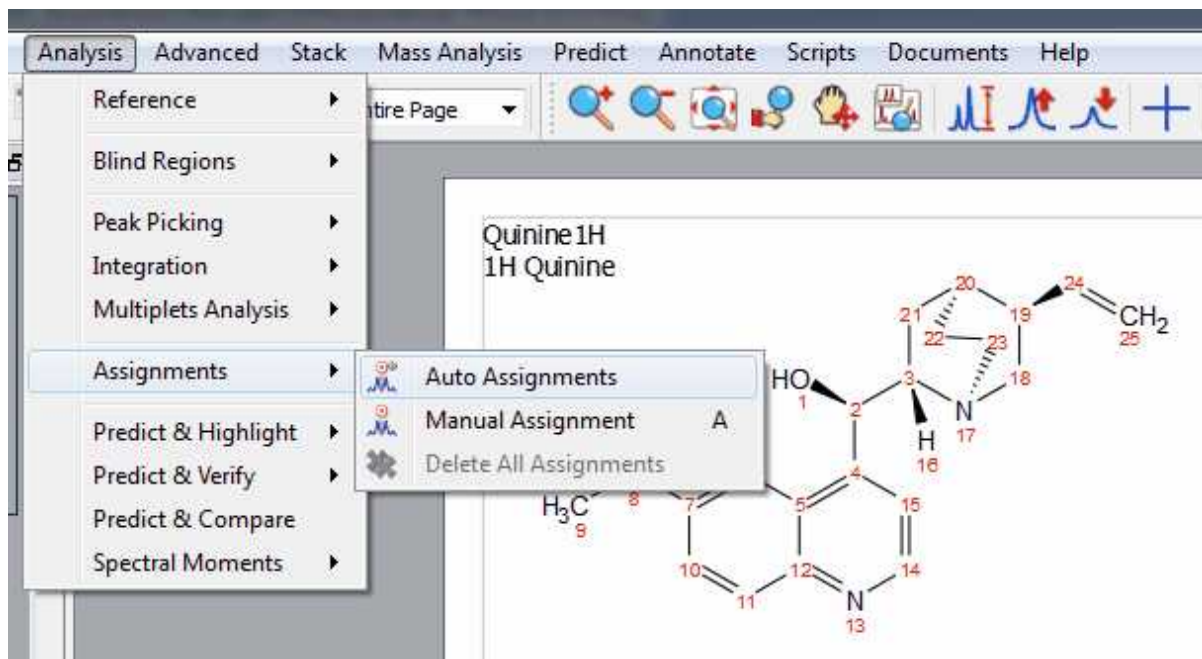 Analysis Advanced Stack Mass Analysis Predict Annotate Scripts Documents Help
Reference
Page
Blind Regions
Peak Picking
Integration
Multiplets Analysis
Assignments
Auto Assignments
Manual Assignment A
Delete All Assignments
Predict & Highlight
Predict & Verify
Predict & Compare
Spectral Moments
Quinine 1H
1H Quinine
20
24
21
19
CH2
25
22
23
HO
1
3
18
2
N
17
H
16
4
8
7
5
15
H3C
9
10
12
14
11
N
13